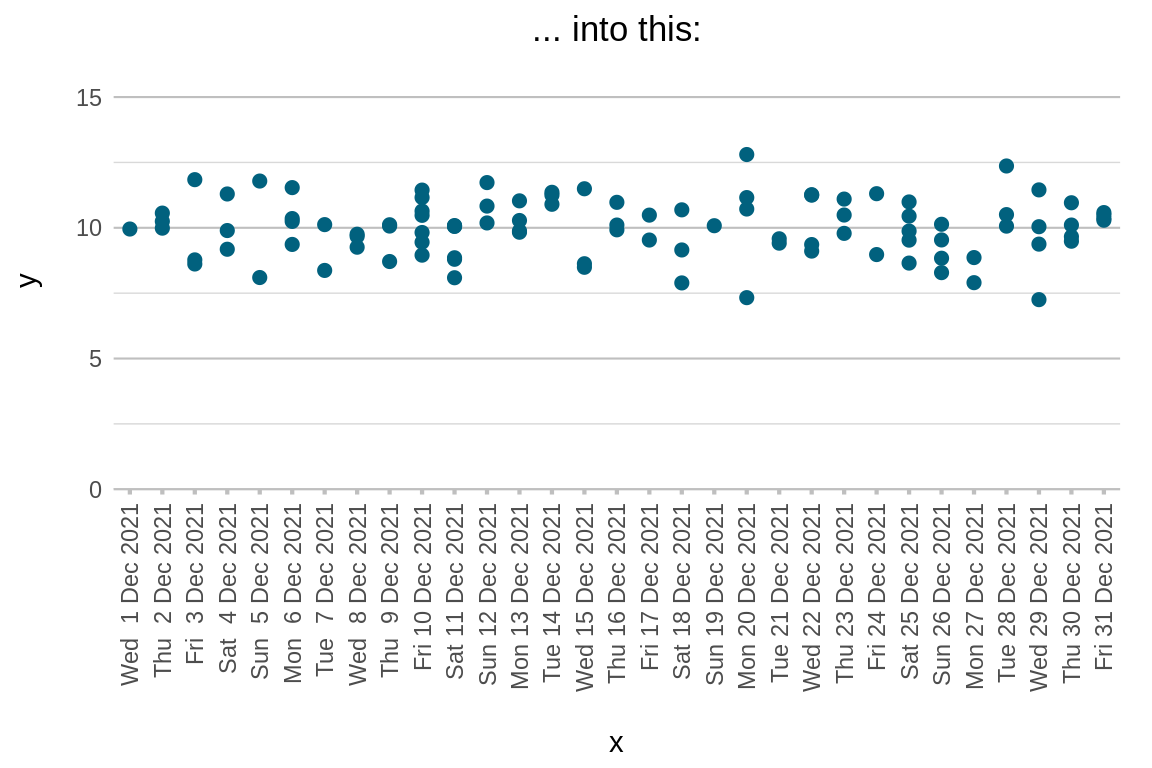 ... into this:
15
10
5
0
y
Wed  1 Dec 2021
Thu  2 Dec 2021
Fri  3 Dec 2021
Sat  4 Dec 2021
Sun  5 Dec 2021
Mon  6 Dec 2021
Tue  7 Dec 2021
Wed  8 Dec 2021
Thu  9 Dec 2021
Fri 10 Dec 2021
Sat 11 Dec 2021
Sun 12 Dec 2021
Mon 13 Dec 2021
Tue 14 Dec 2021
Wed 15 Dec 2021
Thu 16 Dec 2021
Fri 17 Dec 2021
Sat 18 Dec 2021
Sun 19 Dec 2021
Mon 20 Dec 2021
Tue 21 Dec 2021
Wed 22 Dec 2021
Thu 23 Dec 2021
Fri 24 Dec 2021
Sat 25 Dec 2021
Sun 26 Dec 2021
Mon 27 Dec 2021
Tue 28 Dec 2021
Wed 29 Dec 2021
Thu 30 Dec 2021
Fri 31 Dec 2021
x